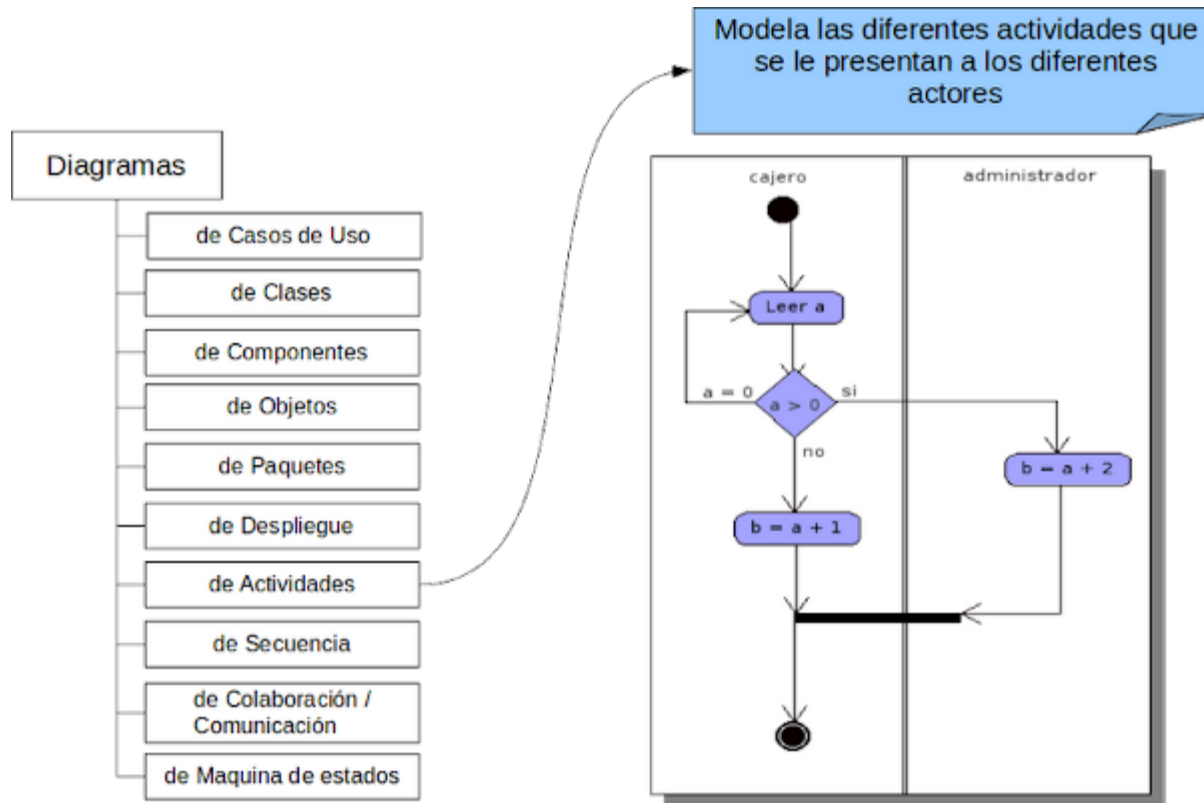 Modela las diferentes actividades que
se le presentan a los diferentes
actores
Diagramas
de Casos de Uso
de Clases
de Componentes
de Objetos
de Paquetes
de Despliegue
de Actividades
de Secuencia
de Colaboración /
Comunicación
de Maquina de estados
cajero
administrador
Leer a
a = 0
a > 0
si
no
b = a + 2
b = a + 1